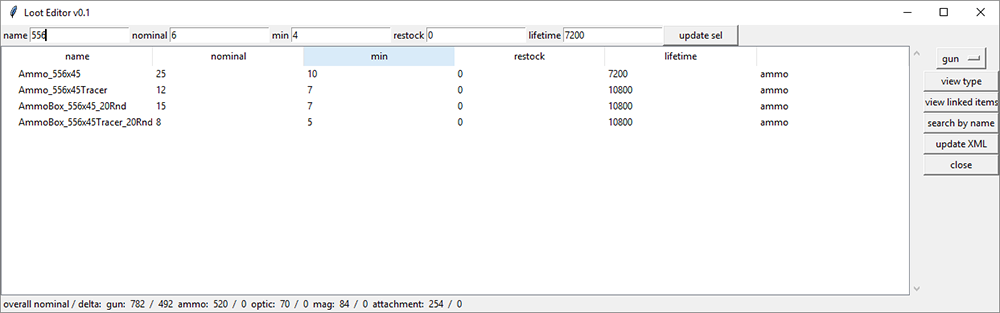 Loot Editor v0.1
name 556 nominal 6 min 4 restock 0 lifetime 7200 update sel
name nominal min restock lifetime
gun
Ammo_556x45 25 10 0 7200 ammo
view type
Ammo_556x45Tracer 12 7 0 10800 ammo
view linked items
AmmoBox_556x45_20Rnd 15 7 0 10800 ammo
search by name
AmmoBox_556x45Tracer_20Rnd 8 5 0 10800 ammo
update XML
close
overall nominal / delta: gun: 782 / 492 ammo: 520 / 0 optic: 70 / 0 mag: 84 / 0 attachment: 254 / 0